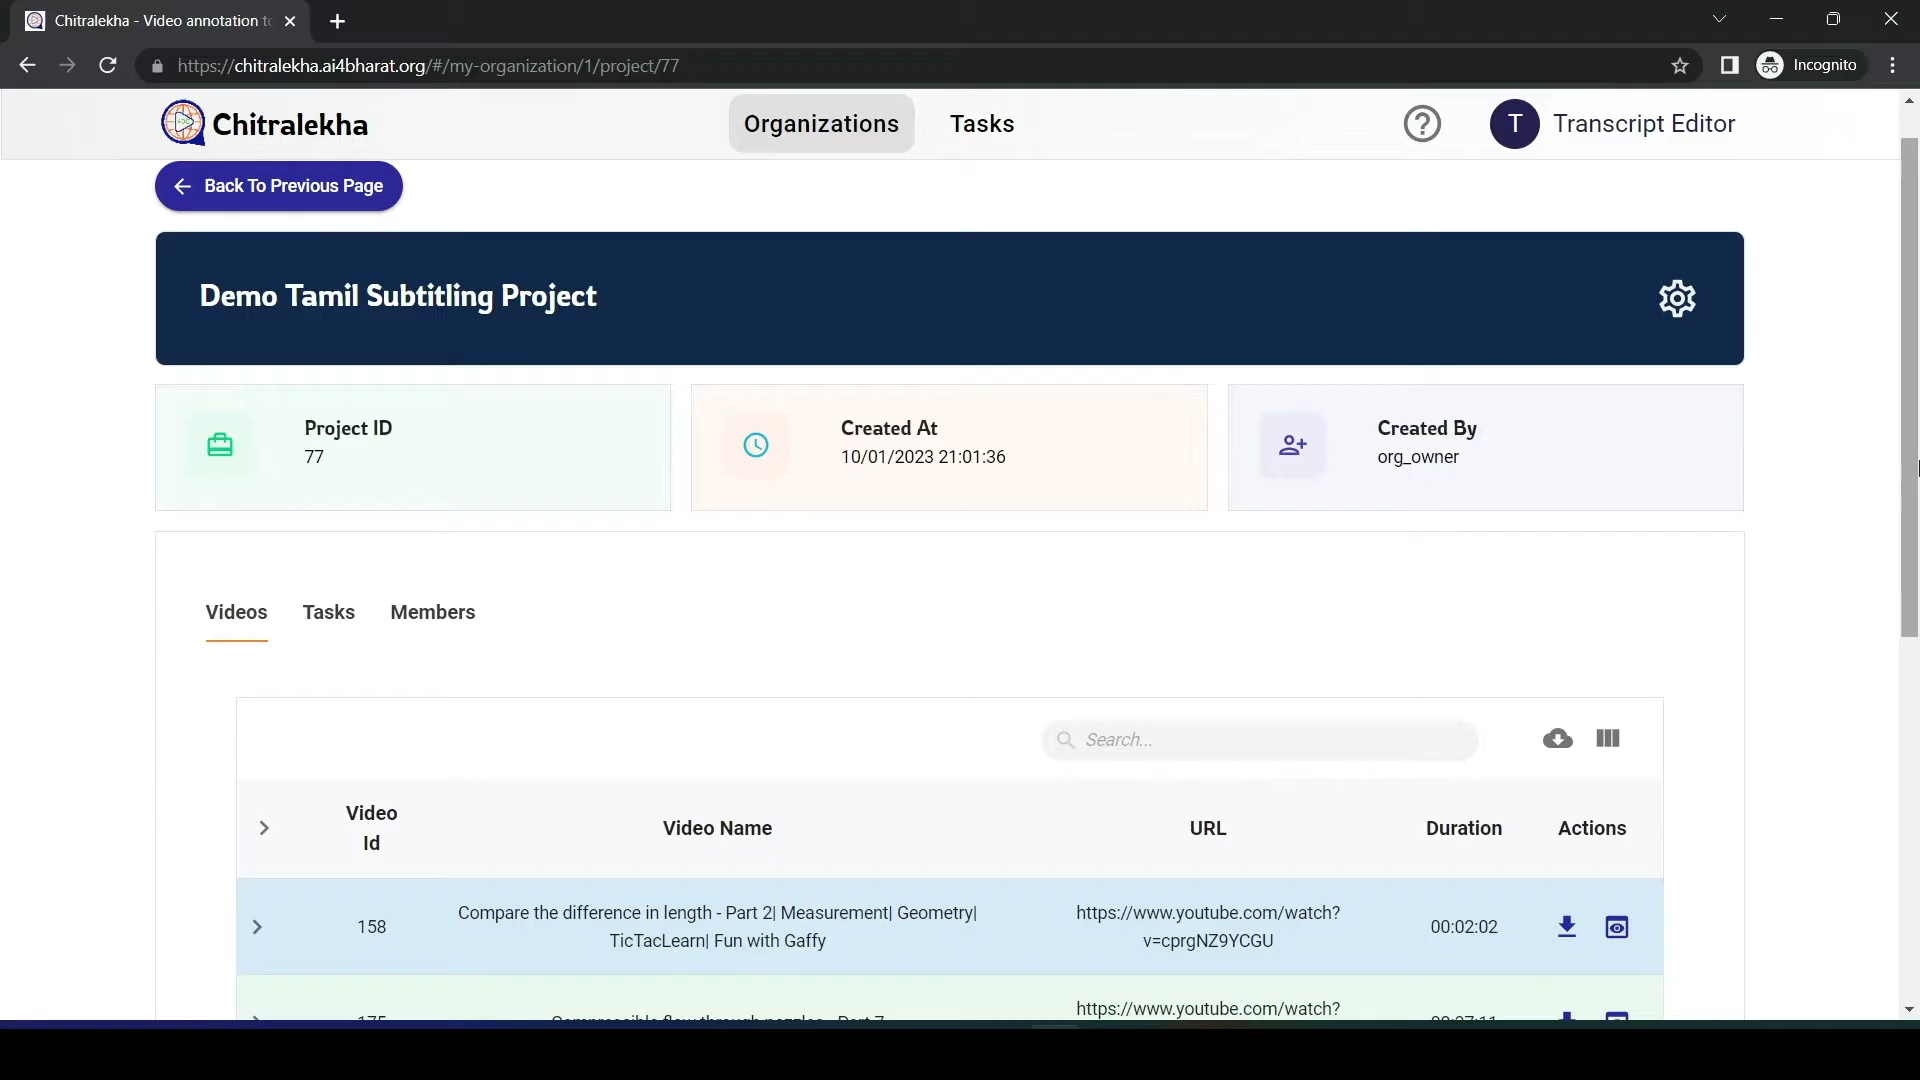 Chitralekha - Video annotation to
https://chitralekha.ai4bharat.org/#/my-organization/1/project/77
Incognito
Chitralekha
Organizations
Tasks
T
Transcript Editor
Back To Previous Page
Demo Tamil Subtitling Project
Project ID
77
Created At
10/01/2023 21:01:36
Created By
org_owner
Videos
Tasks
Members
Search...
Video
Id
Video Name
URL
Duration
Actions
158
Compare the difference in length - Part 2| Measurement| Geometry|
TicTacLearn| Fun with Gaffy
https://www.youtube.com/watch?
v=cprgNZ9YCGU
00:02:02
https://www.youtube.com/watch?
175
Compressible flow through nozzles - Part 7